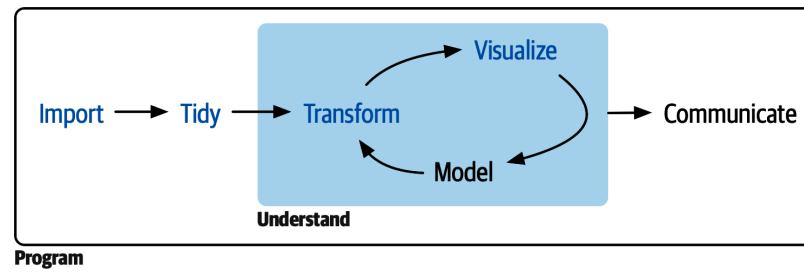 Visualize
Import Tidy Transform Communicate
Model
Understand
Program